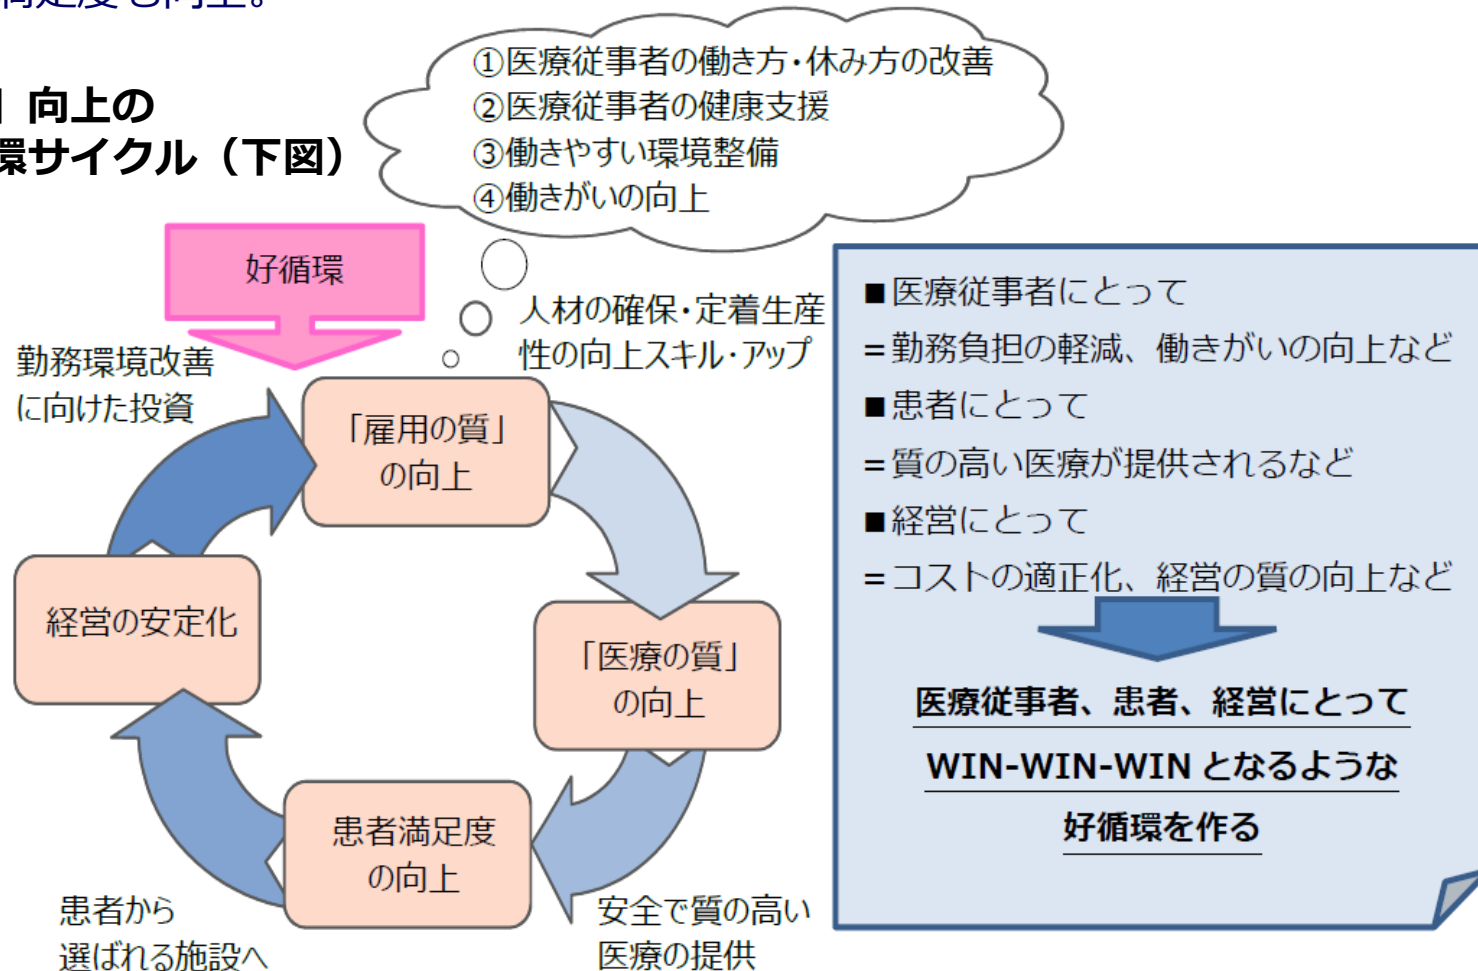 満足度も向上。
向上の
環サイクル（下図）
①医療従事者の働き方・休み方の改善
②医療従事者の健康支援
③働きやすい環境整備
④働きがいの向上
好循環
人材の確保・定着生産
性の向上スキル・アップ
勤務環境改善
に向けた投資
「雇用の質」
の向上
経営の安定化
「医療の質」
の向上
患者満足度
の向上
患者から
選ばれる施設へ
安全で質の高い
医療の提供
■医療従事者にとって
＝勤務負担の軽減、働きがいの向上など
■患者にとって
＝質の高い医療が提供されるなど
■経営にとって
＝コストの適正化、経営の質の向上など
医療従事者、患者、経営にとって
WIN-WIN-WIN となるような
好循環を作る